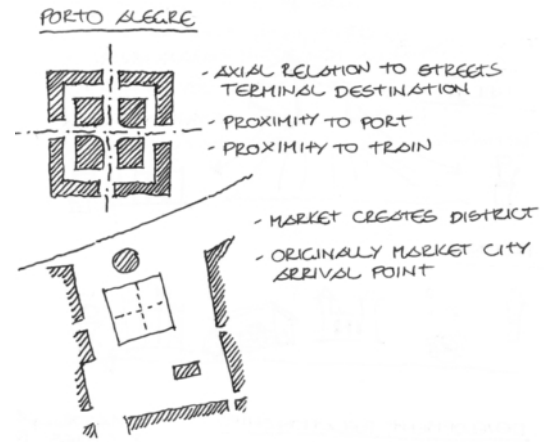 PORTO ALEGRE
- AXIAL RELATION TO STREETS
TERMINAL DESTINATION
- PROXIMITY TO PORT
- PROXIMITY TO TRAIN
- MARKET CREATES DISTRICT
- ORIGINALLY MARKET CITY
ARRIVAL POINT